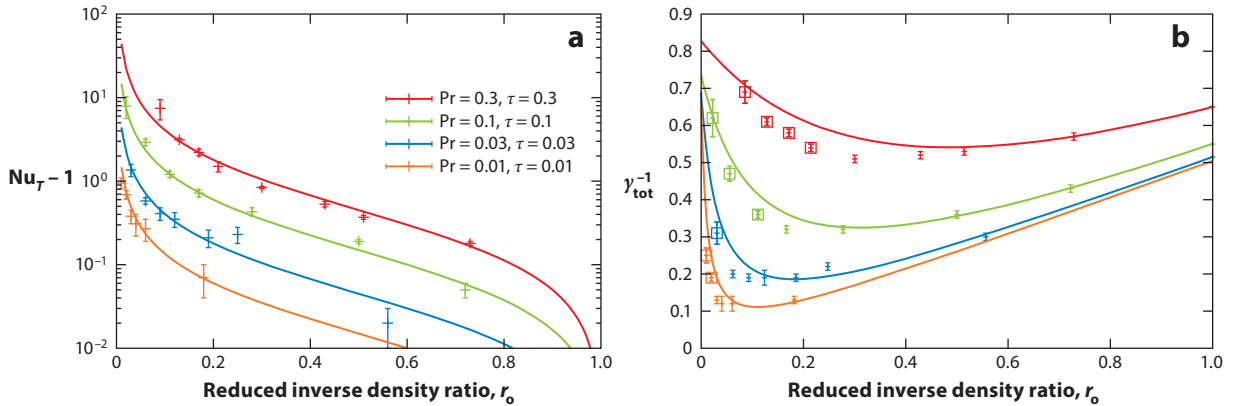 a
10²
10¹
10⁰
10⁻¹
10⁻²
Nu_T – 1
Pr = 0.3, τ = 0.3
Pr = 0.1, τ = 0.1
Pr = 0.03, τ = 0.03
Pr = 0.01, τ = 0.01
0 0.2 0.4 0.6 0.8 1.0
Reduced inverse density ratio, r_o
b
0.9
0.8
0.7
0.6
0.5
0.4
0.3
0.2
0.1
0
γ_tot⁻¹
0 0.2 0.4 0.6 0.8 1.0
Reduced inverse density ratio, r_o